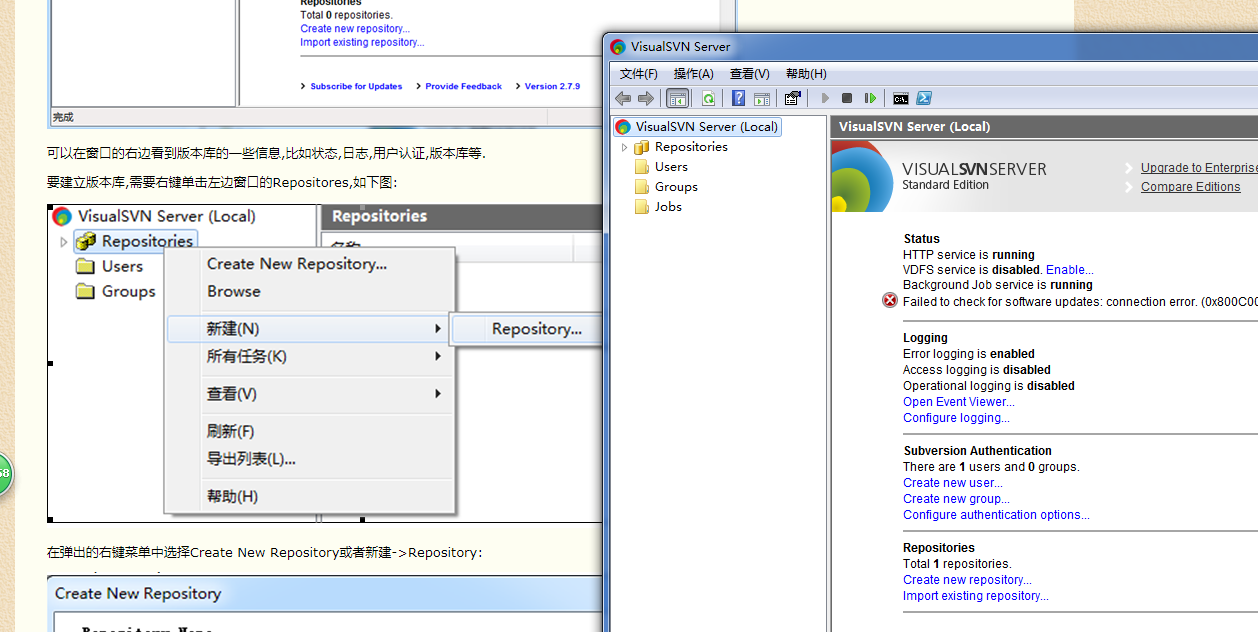 Repositories
Total 0 repositories.
Create new repository...
Import existing repository...
Subscribe for Updates
Provide Feedback
Version 2.7.9
完成
可以在窗口的右边看到版本库的一些信息,比如状态,日志,用户认证,版本库等.
要建立版本库,需要右键单击左边窗口的Repositores,如下图:
VisualSVN Server (Local)
Repositories
Users
Groups
Repositories
名称
Create New Repository...
Browse
新建(N)
Repository...
所有任务(K)
查看(V)
刷新(F)
导出列表(L)...
帮助(H)
58
在弹出的右键菜单中选择Create New Repository或者新建->Repository:
Create New Repository
Repository Name
VisualSVN Server
文件(F) 操作(A) 查看(V) 帮助(H)
VisualSVN Server (Local)
Repositories
Users
Groups
Jobs
VisualSVN Server (Local)
VISUALSVN SERVER
Standard Edition
Upgrade to Enterprise
Compare Editions
Status
HTTP service is running
VDFS service is disabled. Enable...
Background Job service is running
Failed to check for software updates: connection error. (0x800C00
Logging
Error logging is enabled
Access logging is disabled
Operational logging is disabled
Open Event Viewer...
Configure logging...
Subversion Authentication
There are 1 users and 0 groups.
Create new user...
Create new group...
Configure authentication options...
Repositories
Total 1 repositories.
Create new repository...
Import existing repository...